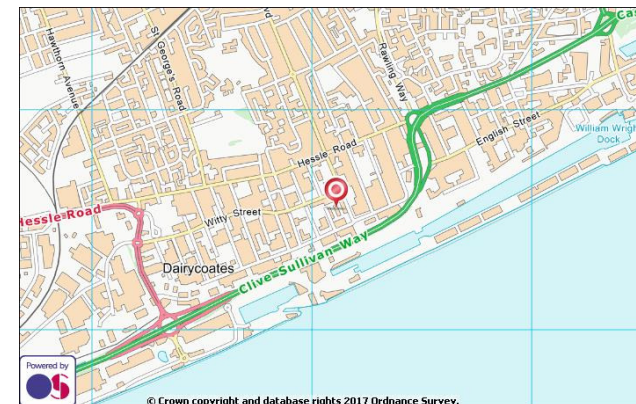 Hawthorn Avenue
St George's Road
Rawling Way
Hessle Road
English Street
William Wright
Dock
Hessle Road
Witty Street
Dairycoates
Clive Sullivan Way
Powered by
OS
© Crown copyright and database rights 2017 Ordnance Survey.